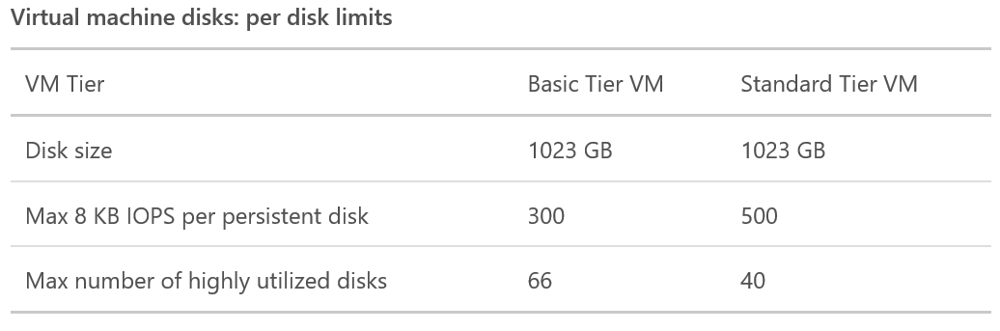 Virtual machine disks: per disk limits
VM Tier Basic Tier VM Standard Tier VM
Disk size 1023 GB 1023 GB
Max 8 KB IOPS per persistent disk 300 500
Max number of highly utilized disks 66 40